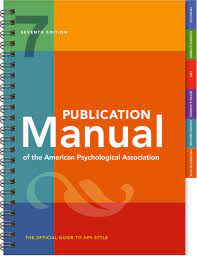 7
SEVENTH EDITION
PUBLICATION
Manual
of the American Psychological Association
THE OFFICIAL GUIDE TO APA STYLE